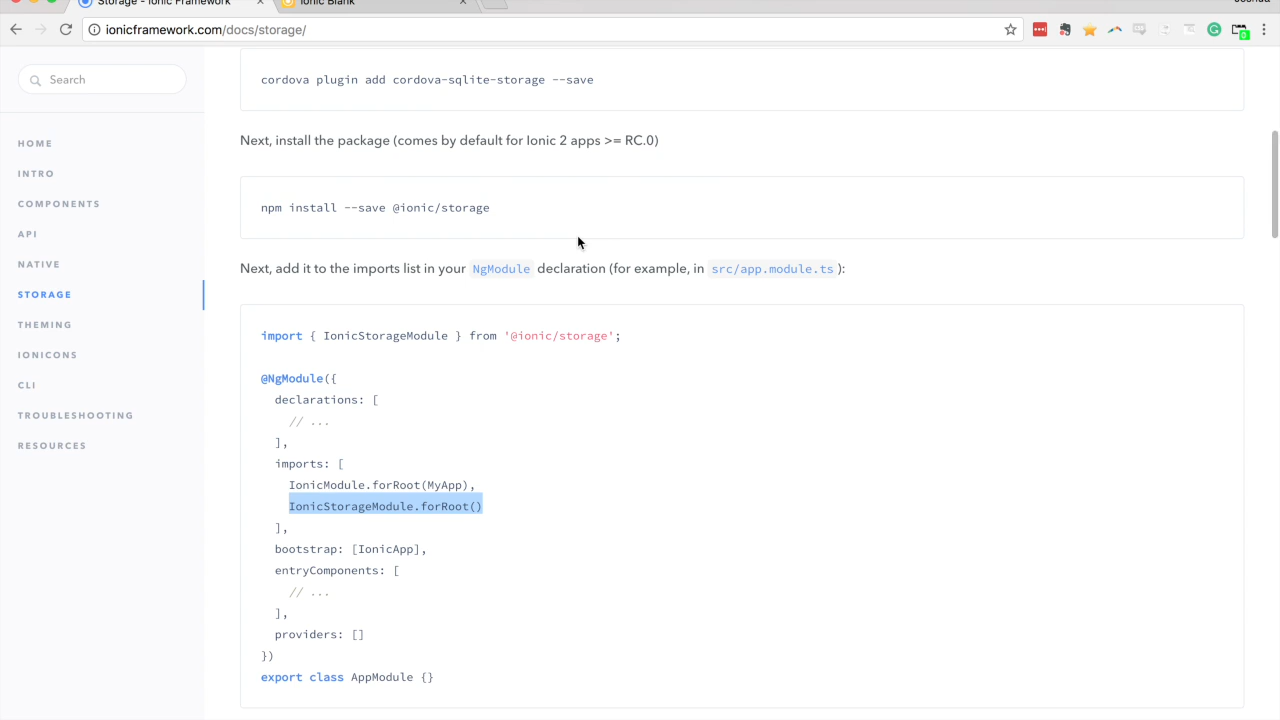 Storage - Ionic Framework
Ionic Blank
Joshua
ionicframework.com/docs/storage/
0
Search
HOME
INTRO
COMPONENTS
API
NATIVE
STORAGE
THEMING
IONICONS
CLI
TROUBLESHOOTING
RESOURCES
cordova plugin add cordova-sqlite-storage --save
Next, install the package (comes by default for Ionic 2 apps >= RC.0)
npm install --save @ionic/storage
Next, add it to the imports list in your NgModule declaration (for example, in src/app.module.ts ):
import { IonicStorageModule } from '@ionic/storage';
@NgModule({
declarations: [
// ...
],
imports: [
IonicModule.forRoot(MyApp),
IonicStorageModule.forRoot()
],
bootstrap: [IonicApp],
entryComponents: [
// ...
],
providers: []
})
export class AppModule {}